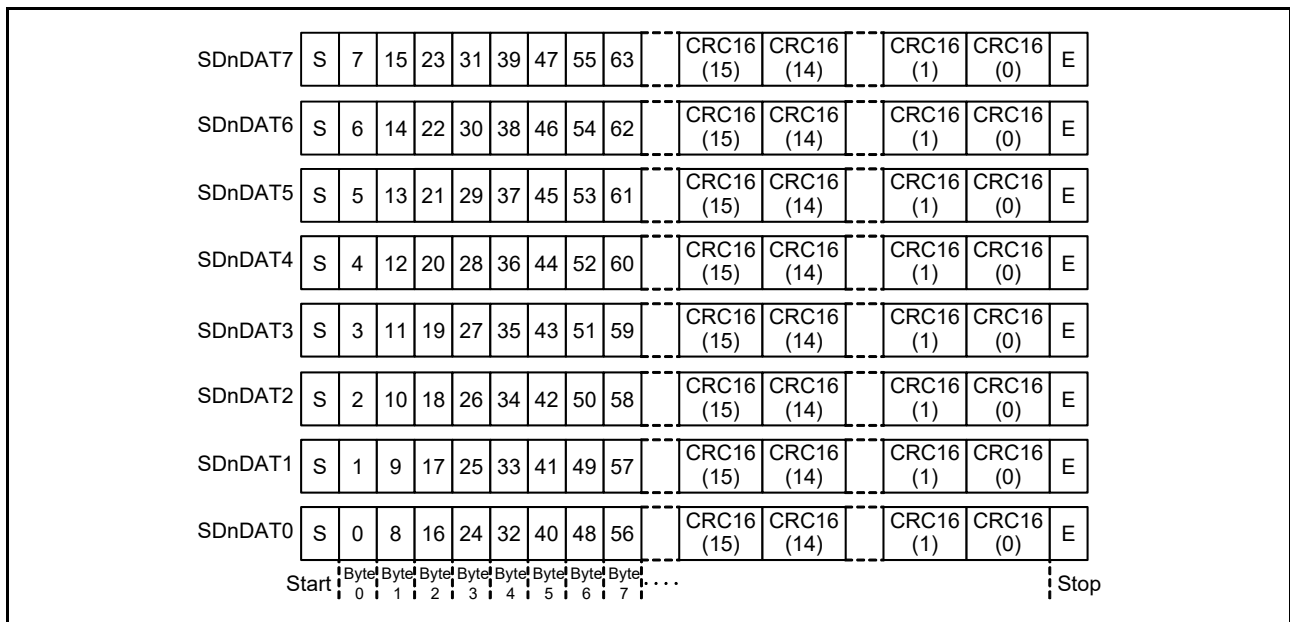 SDnDAT7 S 7 15 23 31 39 47 55 63 CRC16 (15) CRC16 (14) CRC16 (1) CRC16 (0) E
SDnDAT6 S 6 14 22 30 38 46 54 62 CRC16 (15) CRC16 (14) CRC16 (1) CRC16 (0) E
SDnDAT5 S 5 13 21 29 37 45 53 61 CRC16 (15) CRC16 (14) CRC16 (1) CRC16 (0) E
SDnDAT4 S 4 12 20 28 36 44 52 60 CRC16 (15) CRC16 (14) CRC16 (1) CRC16 (0) E
SDnDAT3 S 3 11 19 27 35 43 51 59 CRC16 (15) CRC16 (14) CRC16 (1) CRC16 (0) E
SDnDAT2 S 2 10 18 26 34 42 50 58 CRC16 (15) CRC16 (14) CRC16 (1) CRC16 (0) E
SDnDAT1 S 1 9 17 25 33 41 49 57 CRC16 (15) CRC16 (14) CRC16 (1) CRC16 (0) E
SDnDAT0 S 0 8 16 24 32 40 48 56 CRC16 (15) CRC16 (14) CRC16 (1) CRC16 (0) E
Start Byte 0 Byte 1 Byte 2 Byte 3 Byte 4 Byte 5 Byte 6 Byte 7 . . . . Stop